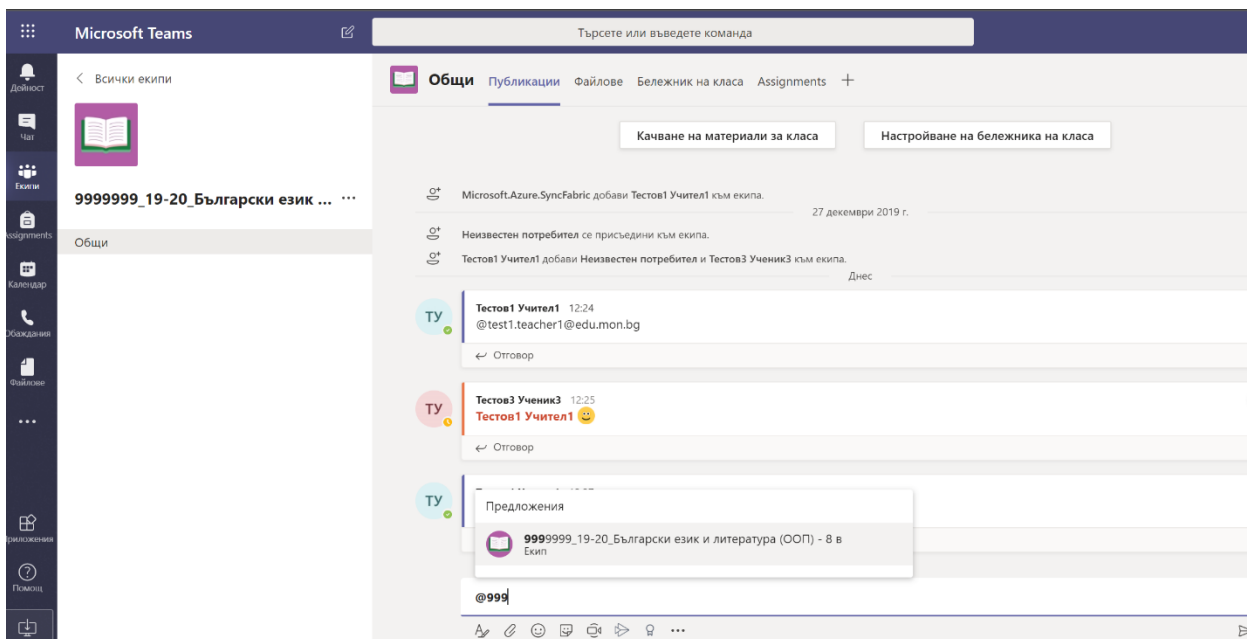 Microsoft Teams
Търсете или въведете команда
Дойност
Чат
Екипи
Assignments
Календар
Обаждания
Файлове
Приложения
Помощ
Всички екипи
9999999_19-20_Български език ...
Общи
Общи Публикации Файлове Бележник на класа Assignments
Качване на материали за класа Настройване на бележника на класа
Microsoft.Azure.SyncFabric добави Тестов1 Учител1 към екипа.
27 декември 2019 г.
Неизвестен потребител се присъедини към екипа.
Тестов1 Учител1 добави Неизвестен потребител и Тестов3 Ученик3 към екипа.
Днес
ТУ
Тестов1 Учител1 12:24
@test1.teacher1@edu.mon.bg
Отговор
ТУ
Тестов3 Ученик3 12:25
Тестов1 Учител1
Отговор
ТУ
Предложения
9999999_19-20_Български език и литература (ООП) - 8 в
Екип
@999